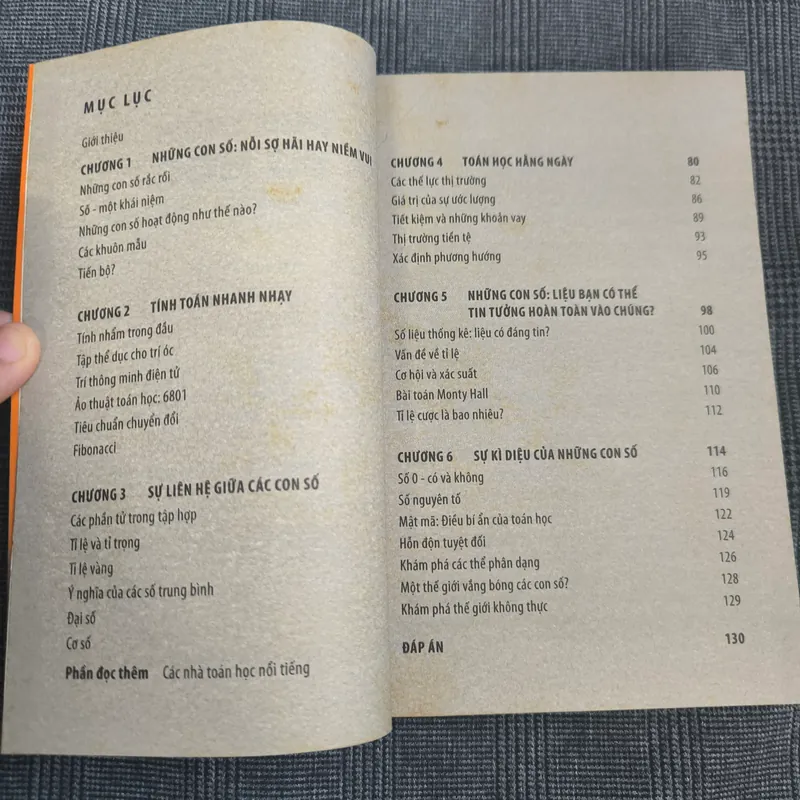 MỤC LỤC
Giới thiệu
CHƯƠNG 1 NHỮNG CON SỐ: NỖI SỢ HÃI HAY NIỀM VUI
Những con số rắc rối
Số - một khái niệm
Những con số hoạt động như thế nào?
Các khuôn mẫu
Tiến bộ?
CHƯƠNG 2 TÍNH TOÁN NHANH NHẠY
Tính nhẩm trong đầu
Tập thể dục cho trí óc
Trí thông minh điện tử
Ảo thuật toán học: 6801
Tiêu chuẩn chuyển đổi
Fibonacci
CHƯƠNG 3 SỰ LIÊN HỆ GIỮA CÁC CON SỐ
Các phần tử trong tập hợp
Tỉ lệ và tỉ trọng
Tỉ lệ vàng
Ý nghĩa của các số trung bình
Đại số
Cơ số
Phần đọc thêm Các nhà toán học nổi tiếng
CHƯƠNG 4 TOÁN HỌC HẰNG NGÀY 80
Các thế lực thị trường 82
Giá trị của sự ước lượng 86
Tiết kiệm và những khoản vay 89
Thị trường tiền tệ 93
Xác định phương hướng 95
CHƯƠNG 5 NHỮNG CON SỐ: LIỆU BẠN CÓ THỂ
TIN TƯỞNG HOÀN TOÀN VÀO CHÚNG? 98
Số liệu thống kê: liệu có đáng tin? 100
Vấn đề về tỉ lệ 104
Cơ hội và xác suất 106
Bài toán Monty Hall 110
Tỉ lệ cược là bao nhiêu? 112
CHƯƠNG 6 SỰ KÌ DIỆU CỦA NHỮNG CON SỐ 114
Số 0 - có và không 116
Số nguyên tố 119
Mật mã: Điều bí ẩn của toán học 122
Hỗn độn tuyệt đối 124
Khám phá các thể phân dạng 126
Một thế giới vắng bóng các con số? 128
Khám phá thế giới không thực 129
ĐÁP ÁN 130